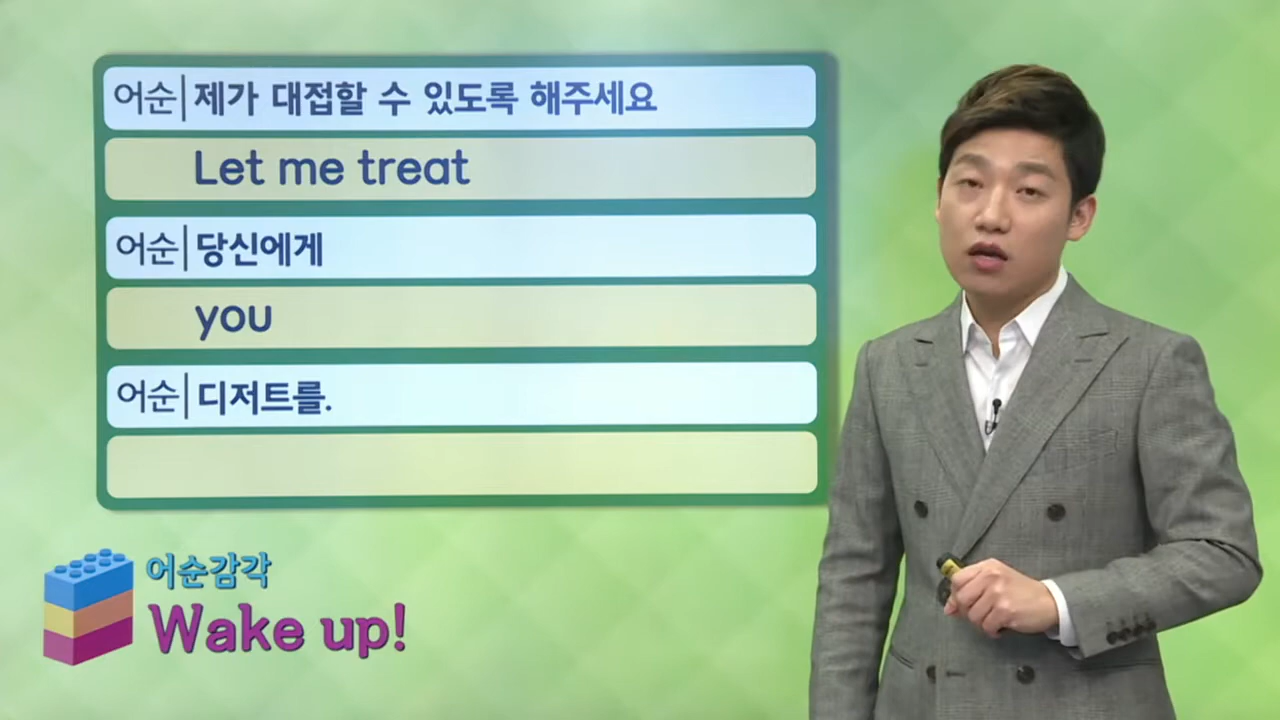 어순 | 제가 대접할 수 있도록 해주세요
Let me treat
어순 | 당신에게
you
어순 | 디저트를.
어순감각
Wake up!